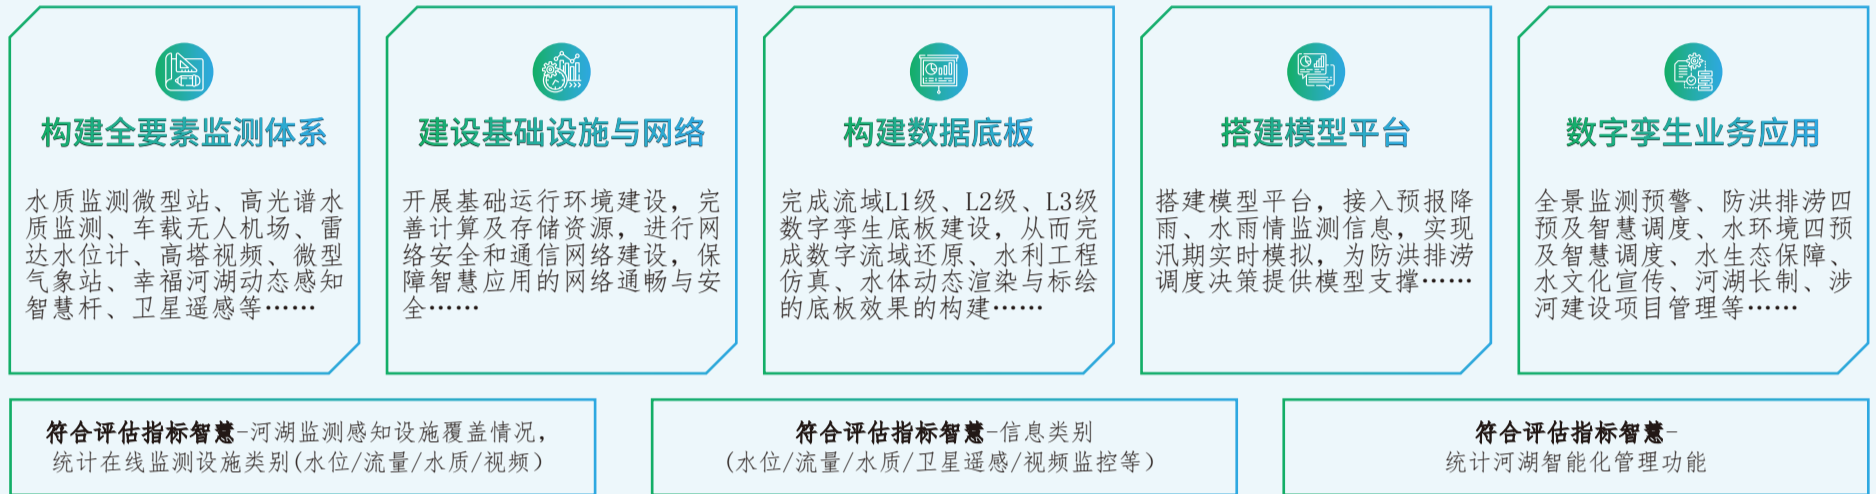 构建全要素监测体系
水质监测微型站、高光谱水
质监测、车载无人机场、雷
达水位计、高塔视频、微型
气象站、幸福河湖动态感知
智慧杆、卫星遥感等……
建设基础设施与网络
开展基础运行环境建设，完
善计算及存储资源，进行网
络安全和通信网络建设，保
障智慧应用的网络通畅与安
全……
构建数据底板
完成流域L1级、L2级、L3级
数字孪生底板建设，从而完
成数字流域还原、水利工程
仿真、水体动态渲染与标绘
的底板效果的构建……
搭建模型平台
搭建模型平台，接入预报降
雨、水雨情监测信息，实现
汛期实时模拟，为防洪排涝
调度决策提供模型支撑……
数字孪生业务应用
全景监测预警、防洪排涝四
预及智慧调度、水环境四预
及智慧调度、水生态保障、
水文化宣传、河湖长制、涉
河建设项目管理等……
符合评估指标智慧-河湖监测感知设施覆盖情况，
统计在线监测设施类别(水位/流量/水质/视频）
符合评估指标智慧-信息类别
(水位/流量/水质/卫星遥感/视频监控等）
符合评估指标智慧-
统计河湖智能化管理功能